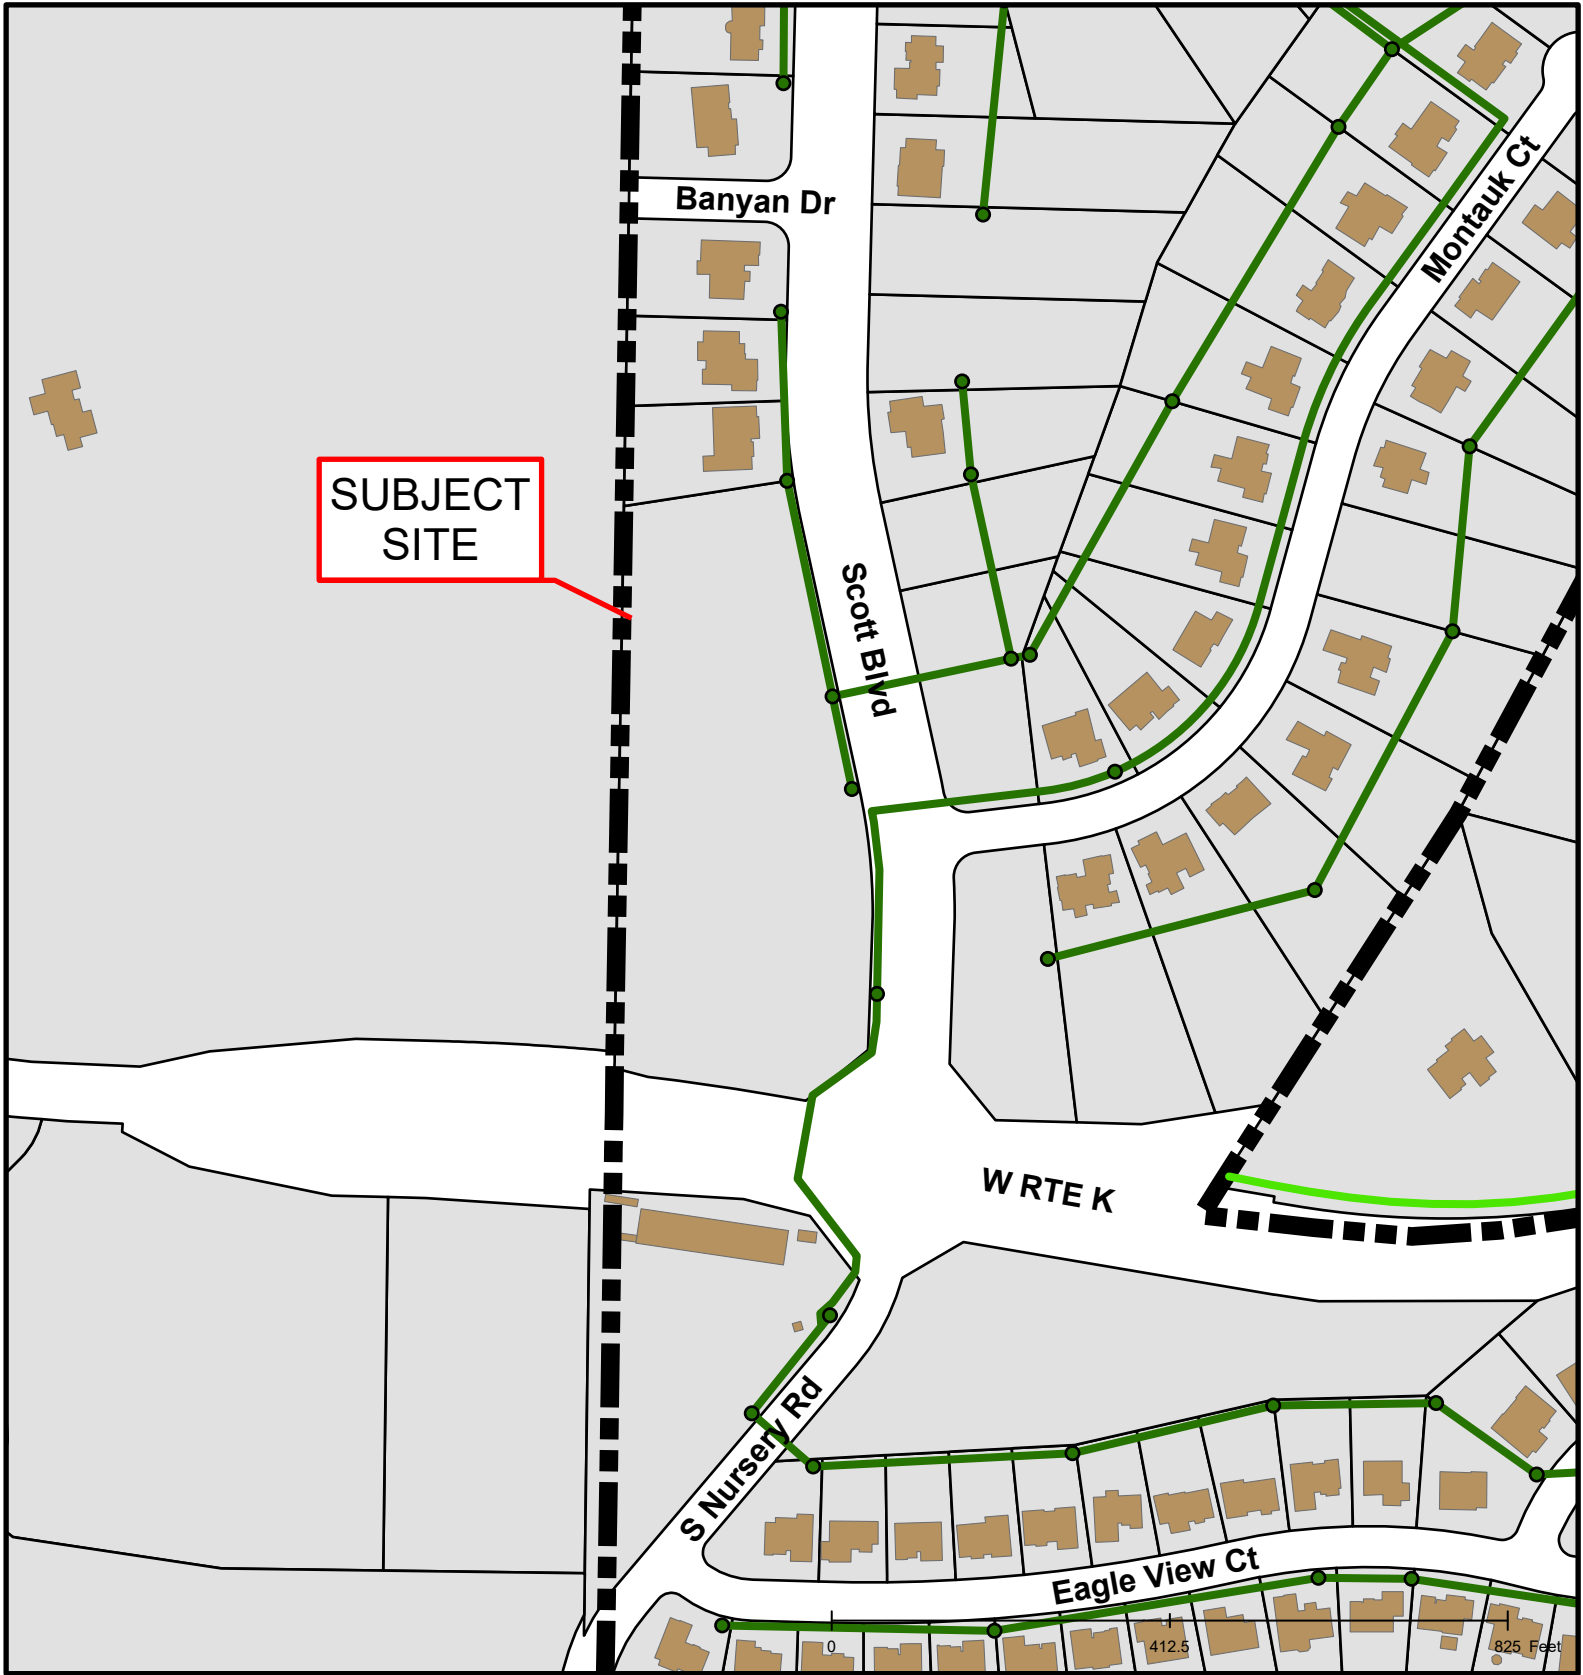 Banyan Dr
Montauk Ct
SUBJECT
SITE
Scott Blvd
W RTE K
S Nursery Rd
Eagle View Ct
0 412.5 825 Feet